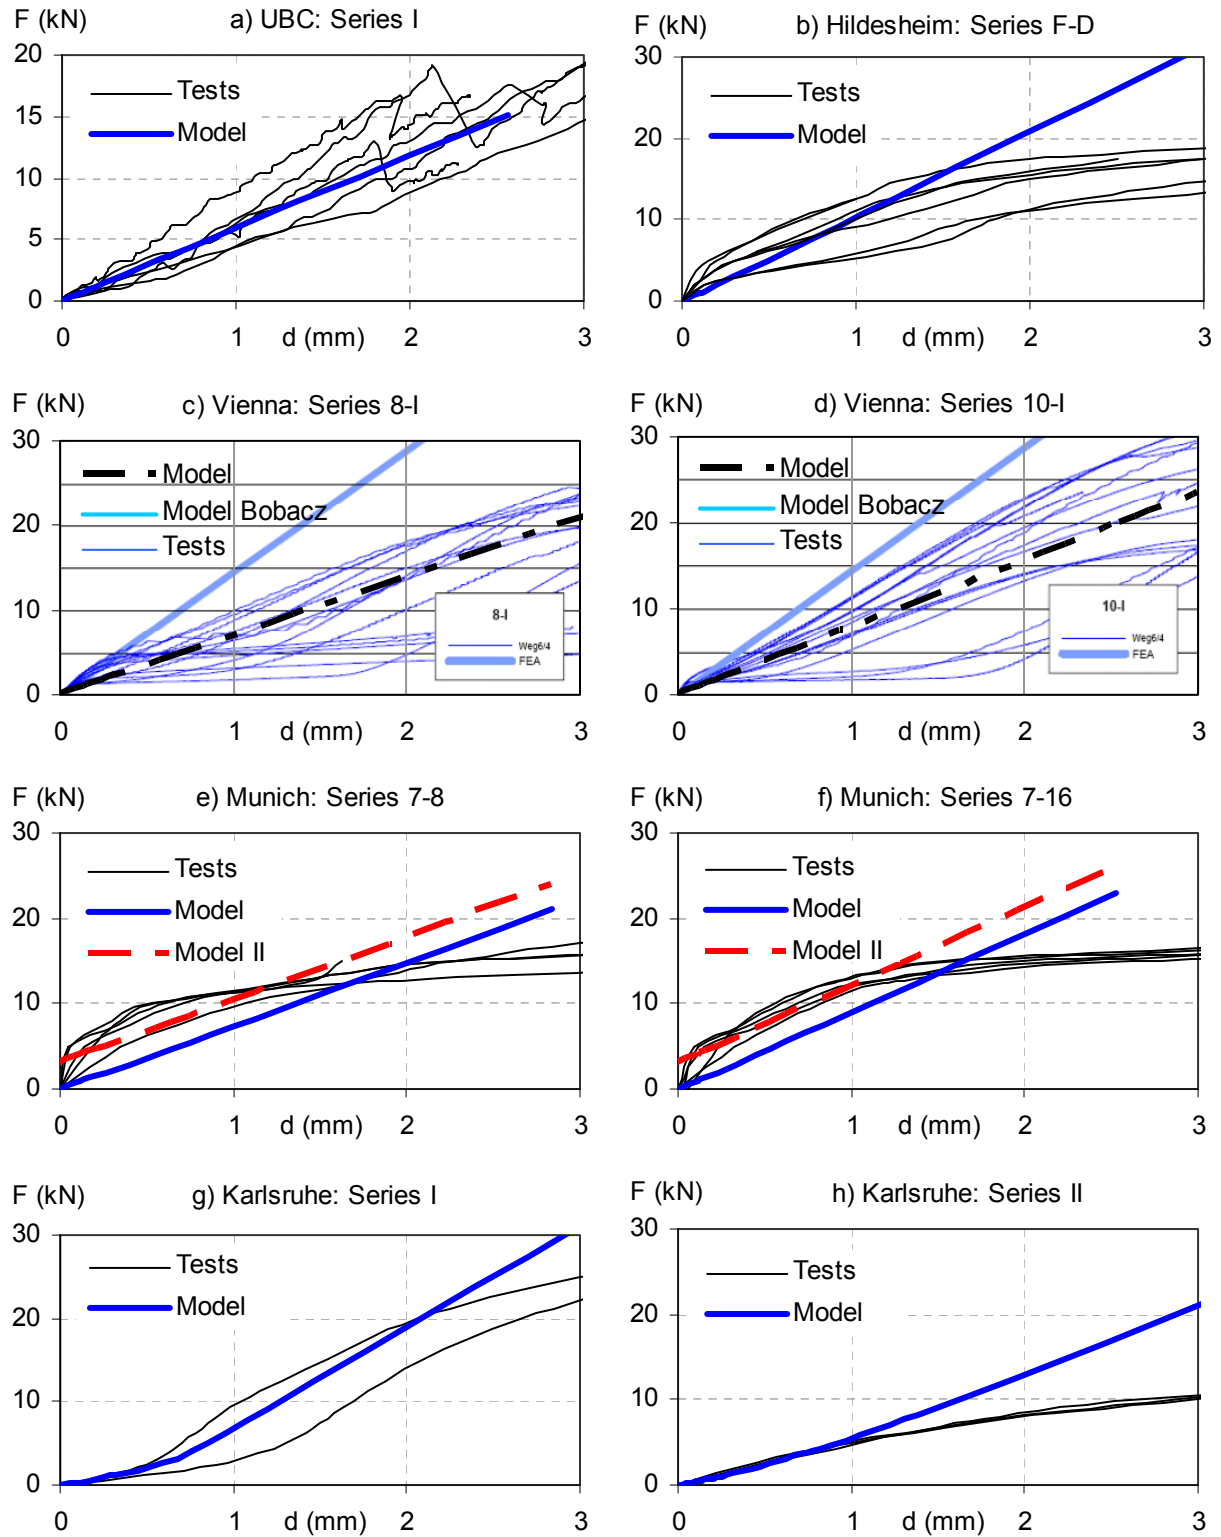 F (kN) a) UBC: Series I
20
15
10
5
0
Tests
Model
0 1 d (mm) 2 3
F (kN) b) Hildesheim: Series F-D
30
20
10
0
Tests
Model
0 1 d (mm) 2 3
F (kN) c) Vienna: Series 8-I
30
20
10
0
Model
Model Bobacz
Tests
8-I
Weg6/4
FEA
0 1 d (mm) 2 3
F (kN) d) Vienna: Series 10-I
30
20
10
0
Model
Model Bobacz
Tests
10-I
Weg6/4
FEA
0 1 d (mm) 2 3
F (kN) e) Munich: Series 7-8
30
20
10
0
Tests
Model
Model II
0 1 d (mm) 2 3
F (kN) f) Munich: Series 7-16
30
20
10
0
Tests
Model
Model II
0 1 d (mm) 2 3
F (kN) g) Karlsruhe: Series I
30
20
10
0
Tests
Model
0 1 d (mm) 2 3
F (kN) h) Karlsruhe: Series II
30
20
10
0
Tests
Model
0 1 d (mm) 2 3